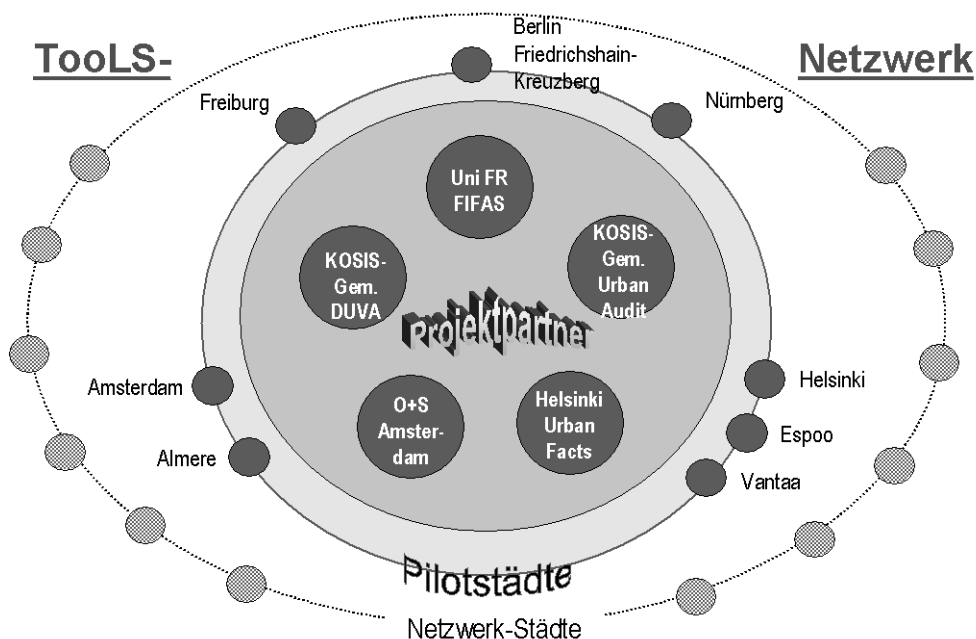 TooLS-
Netzwerk
Berlin
Friedrichshain-
Kreuzberg
Freiburg
Nürnberg
Uni FR
FIFAS
KOSIS-
Gem.
DUVA
KOSIS-
Gem.
Urban
Audit
Projektpartner
Amsterdam
Helsinki
O+S
Amster-
dam
Helsinki
Urban
Facts
Espoo
Almere
Vantaa
Pilotstädte
Netzwerk-Städte